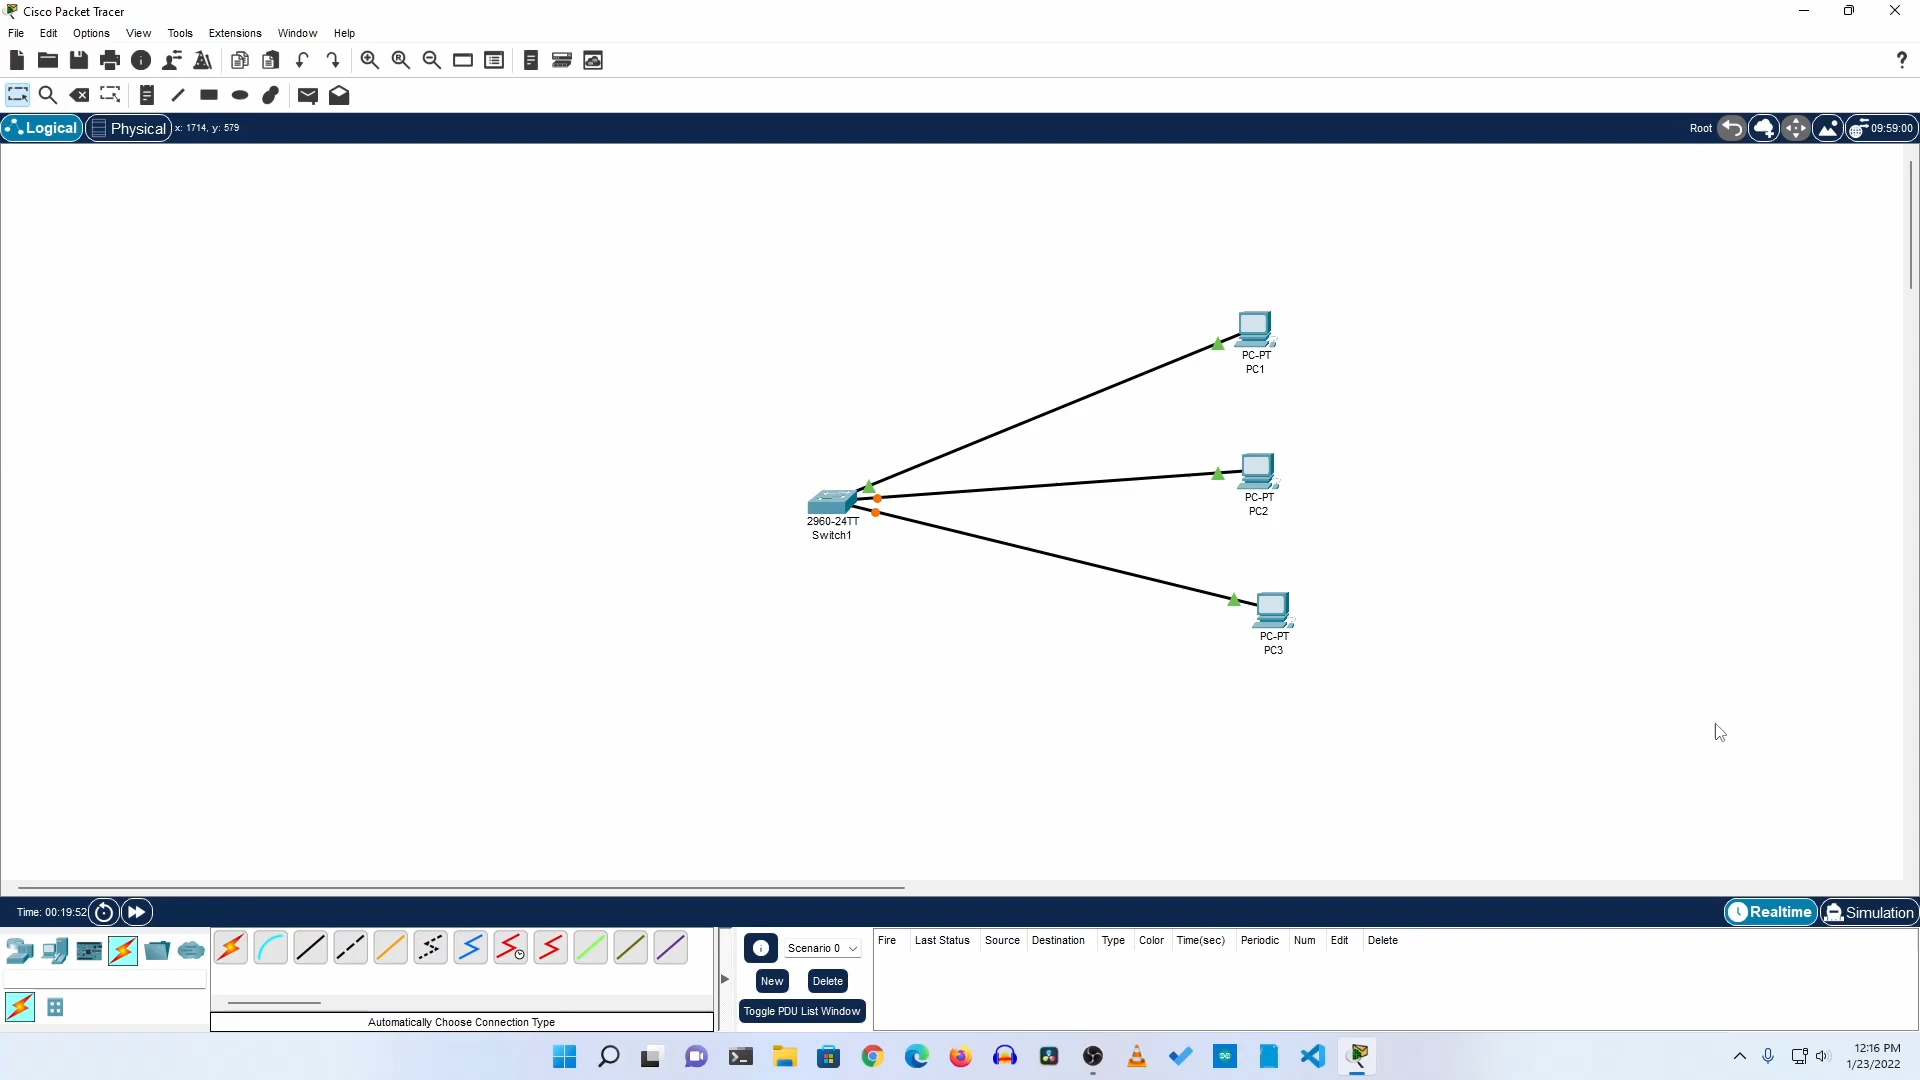 Cisco Packet Tracer
File Edit Options View Tools Extensions Window Help
Logical Physical x: 1714, y: 579 Root 09:59:00
PC-PT
PC1
PC-PT
PC2
2960-24TT
Switch1
PC-PT
PC3
Time: 00:19:52 Realtime Simulation
Scenario 0
New Delete
Toggle PDU List Window
Fire Last Status Source Destination Type Color Time(sec) Periodic Num Edit Delete
Automatically Choose Connection Type
12:16 PM
1/23/2022